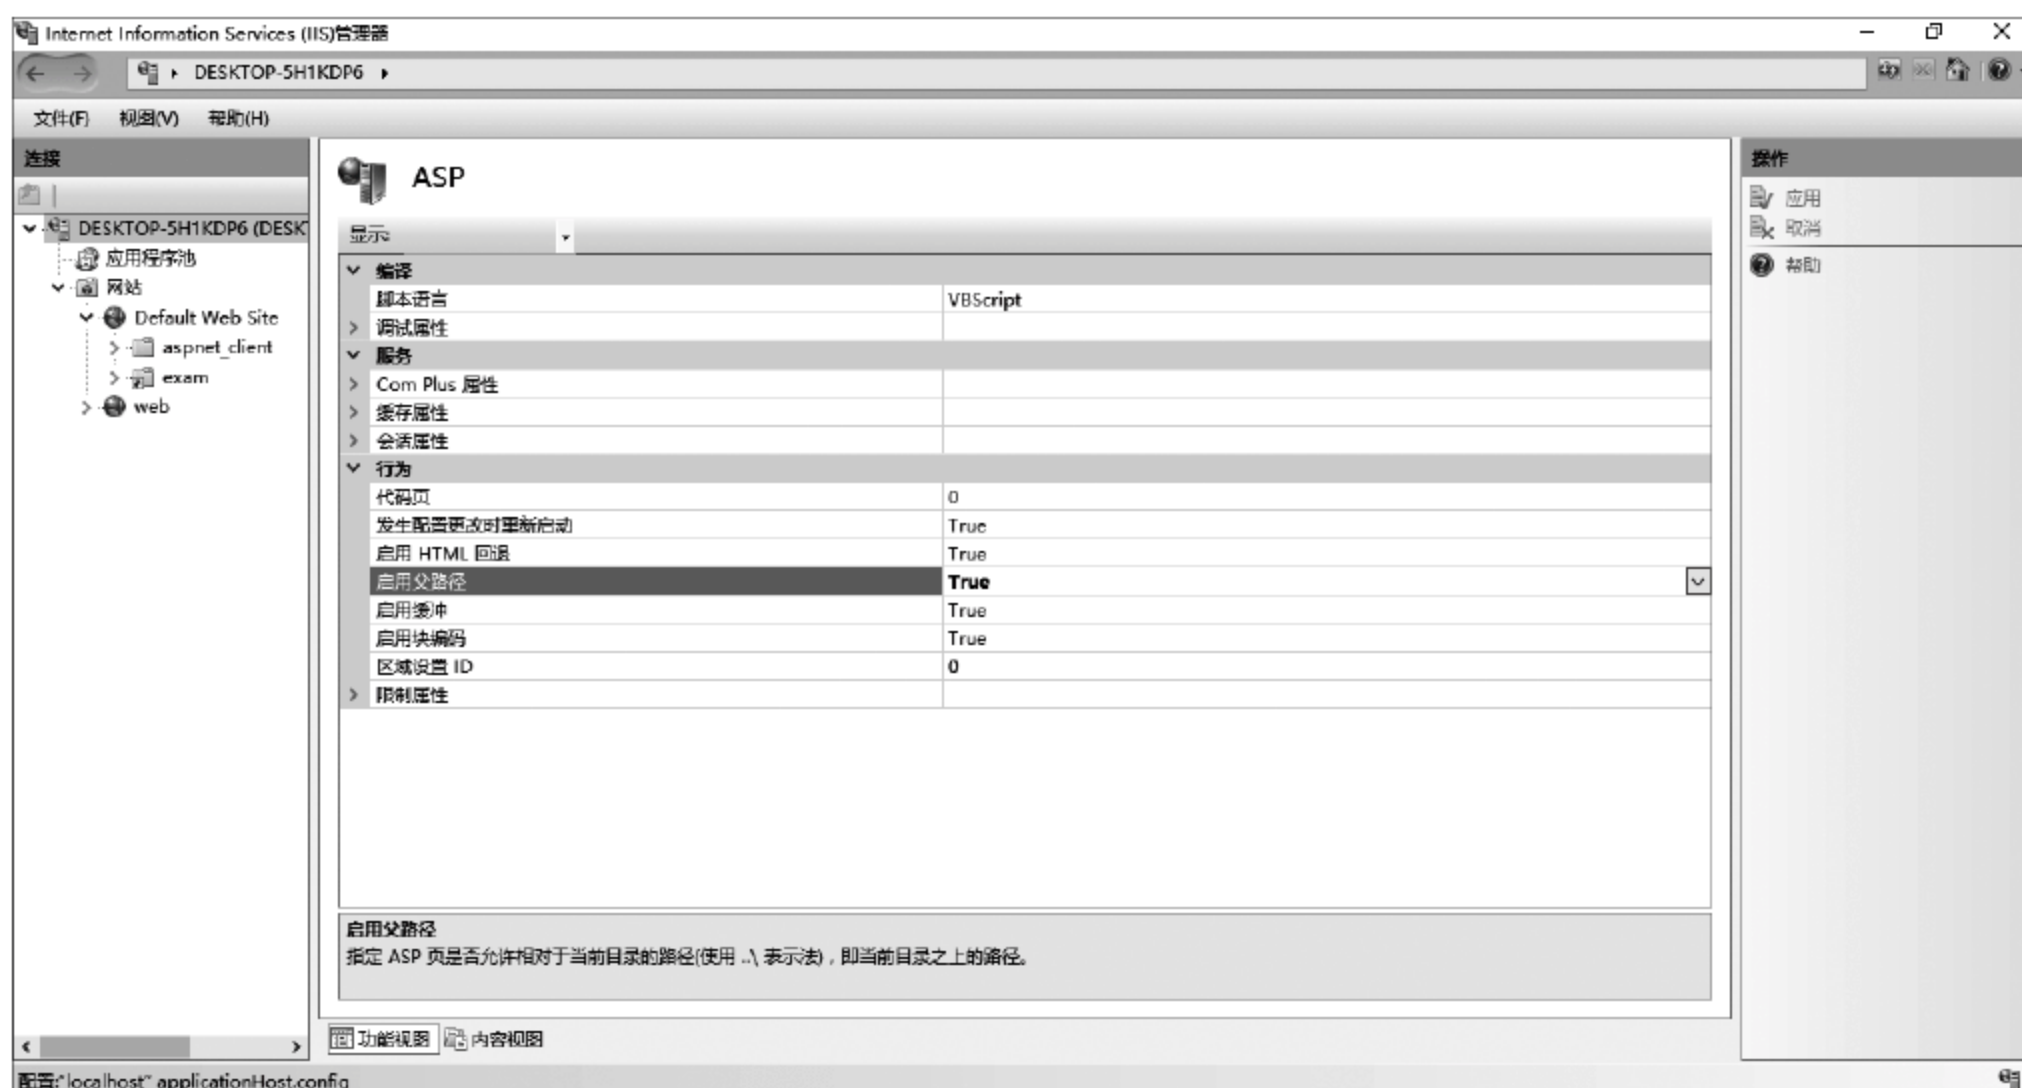 Internet Information Services (IIS)管理器
DESKTOP-5H1KDP6
文件(F) 视图(V) 帮助(H)
连接
DESKTOP-5H1KDP6 (DESK
应用程序池
网站
Default Web Site
aspnet_client
exam
web
ASP
显示:
编译
脚本语言 VBScript
调试属性
服务
Com Plus 属性
缓存属性
会话属性
行为
代码页 0
发生配置更改时重新启动 True
启用 HTML 回退 True
启用父路径 True
启用缓冲 True
启用块编码 True
区域设置 ID 0
限制属性
启用父路径
指定 ASP 页是否允许相对于当前目录的路径(使用 ..\ 表示法)，即当前目录之上的路径。
功能视图 内容视图
操作
应用
取消
帮助
配置:"localhost" applicationHost.config